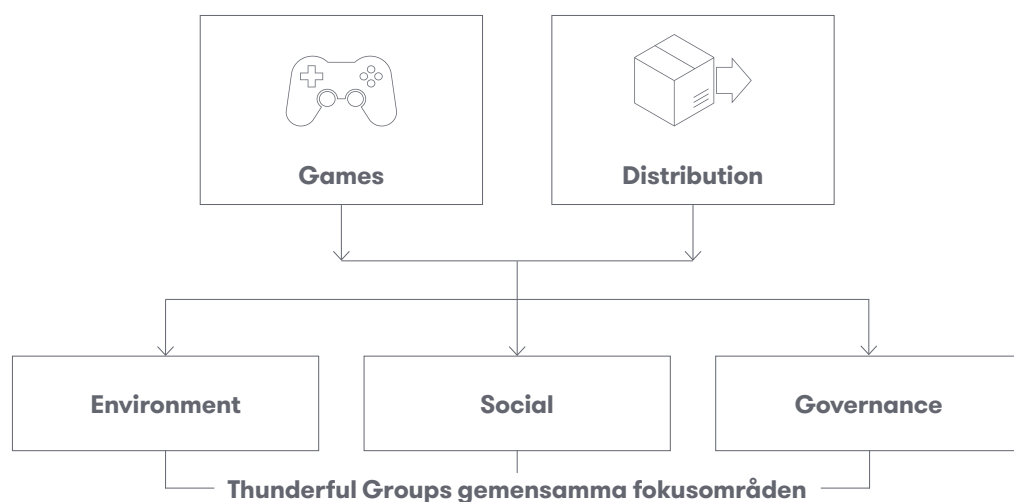 Games
Distribution
Environment
Social
Governance
Thunderful Groups gemensamma fokusområden